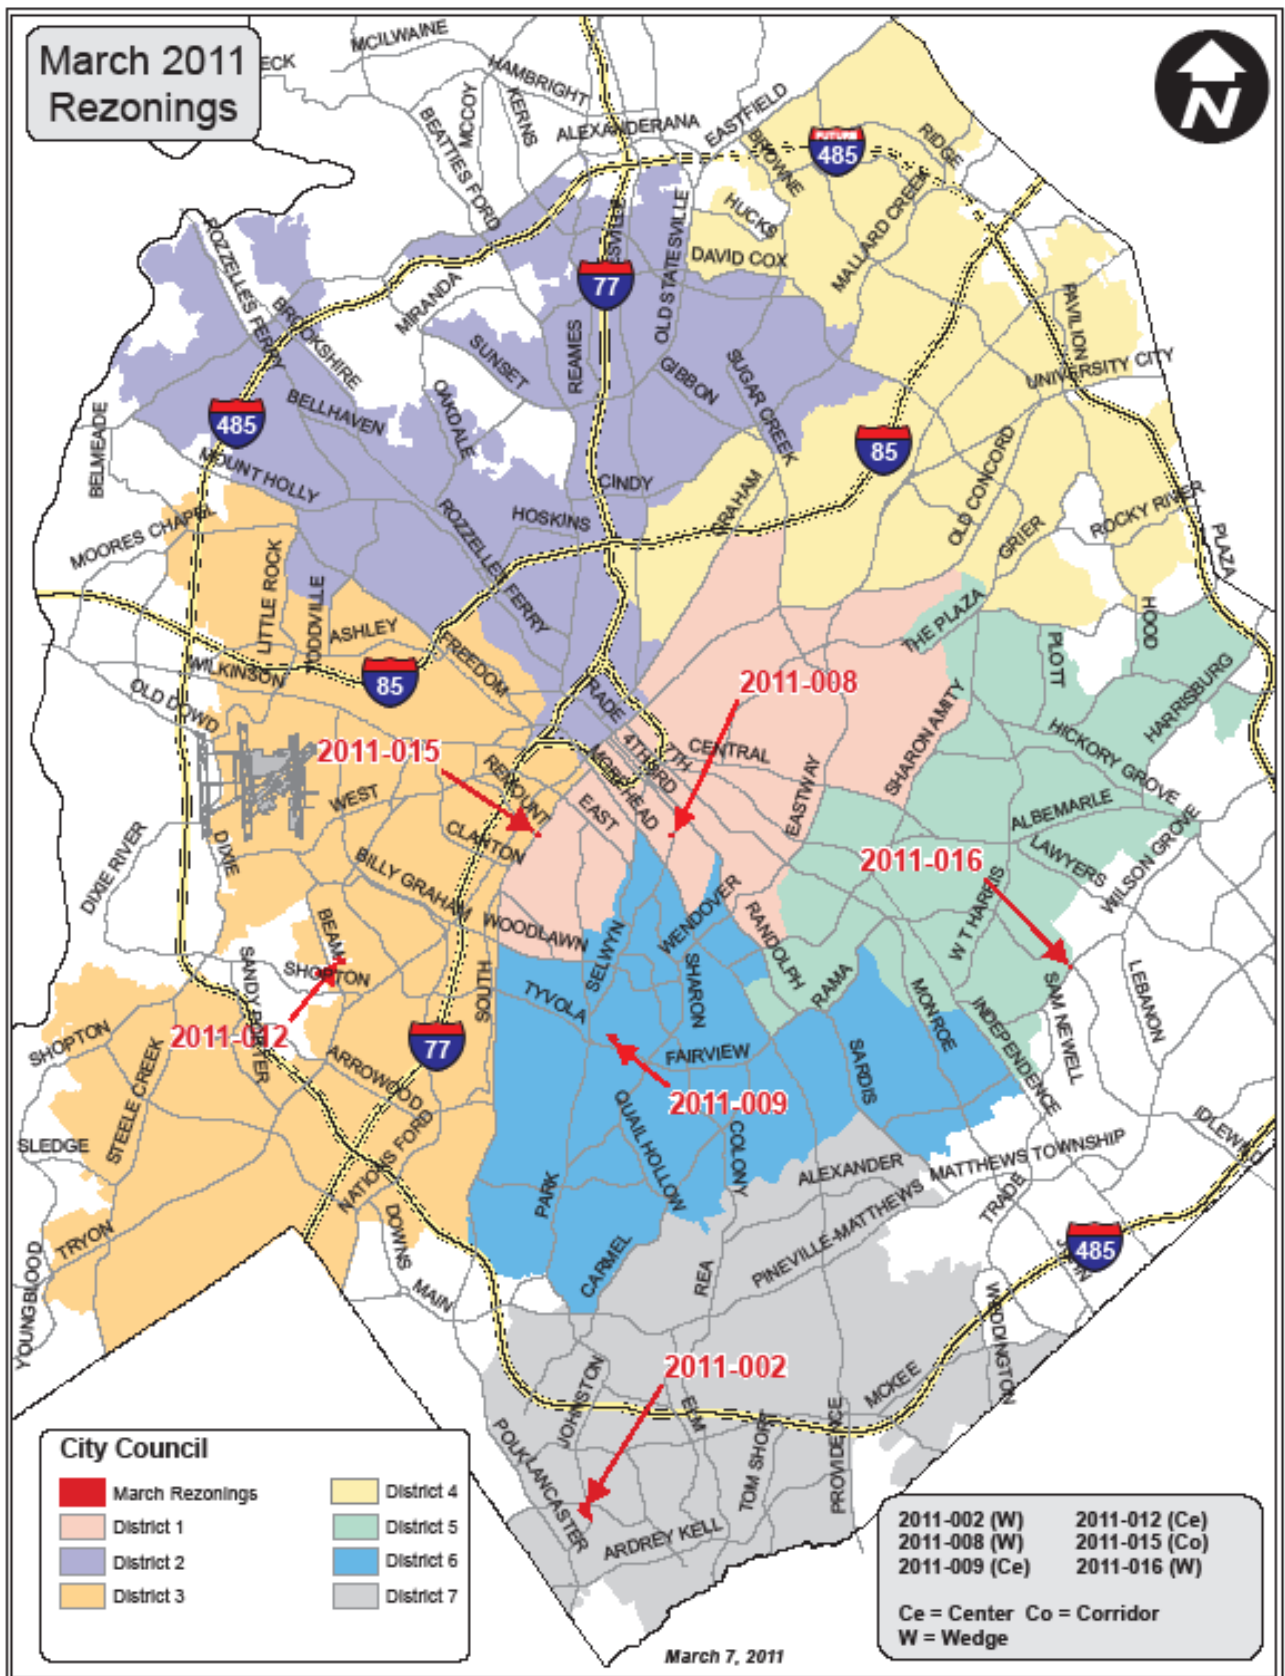 March 2011
Rezonings
ECK
MCILWAINE
HAMBRIGHT
MCCOY
KERNS
BEATTIES FORD
ALEXANDERANA
EASTFIELD
BROWNE
FUTURE
485
RIDGE
N
HUCKS
MALLARD CREEK
DAVID COX
OLD STATESVILLE
ROZZELLES FERRY
BROOKSHIRE
MIRANDA
77
PAVILION
SUNSET
REAMES
GIBBON
SUGAR CREEK
UNIVERSITY CITY
BELLHAVEN
OAKDALE
485
BELMEADE
85
MOUNT HOLLY
CINDY
GRAHAM
OLD CONCORD
HOSKINS
ROZZELLES FERRY
MOORES CHAPEL
GRIER
ROCKY RIVER
PLAZA
LITTLE ROCK
TODDVILLE
ASHLEY
FREEDOM
THE PLAZA
PLOTT
HOOD
WILKINSON
85
HARRISBURG
OLD DOWD
2011-008
SHARON AMITY
HICKORY GROVE
2011-015
4TH
7TH
CENTRAL
MOREHEAD
REMOUNT
EAST
WEST
EASTWAY
ALBEMARLE
CLANTON
LAWYERS
WILSON GROVE
DIXIE RIVER
DIXIE
BILLY GRAHAM
2011-016
W T HARRIS
WENDOVER
RANDOLPH
WOODLAWN
SELWYN
BEAM
SHOPTON
SANDY PORTER
SOUTH
TYVOLA
SHARON
RAMA
MONROE
INDEPENDENCE
SAM NEWELL
LEBANON
2011-012
SHOPTON
77
FAIRVIEW
SARDIS
STEELE CREEK
ARROWOOD
2011-009
QUAIL HOLLOW
COLONY
SLEDGE
NATIONS FORD
ALEXANDER
MATTHEWS TOWNSHIP
IDLEWILD
PARK
PINEVILLE-MATTHEWS
TRADE
TRYON
DOWNS
CARMEL
REA
485
YOUNGBLOOD
MAIN
WEDDINGTON
2011-002
JOHNSTON
ELM
MCKEE
POLK
LANCASTER
TOM SHORT
PROVIDENCE
ARDREY KELL
City Council
March Rezonings
District 1
District 2
District 3
District 4
District 5
District 6
District 7
2011-002 (W) 2011-012 (Ce)
2011-008 (W) 2011-015 (Co)
2011-009 (Ce) 2011-016 (W)
Ce = Center Co = Corridor
W = Wedge
March 7, 2011